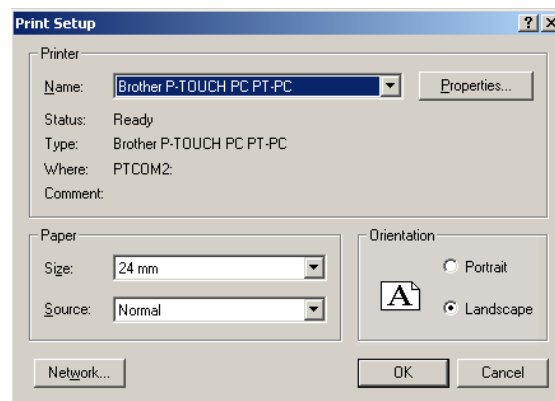 Print Setup
Printer
Name: Brother P-TOUCH PC PT-PC Properties...
Status: Ready
Type: Brother P-TOUCH PC PT-PC
Where: PTCOM2:
Comment:
Paper
Size: 24 mm
Source: Normal
Orientation
A
Portrait
Landscape
Network... OK Cancel